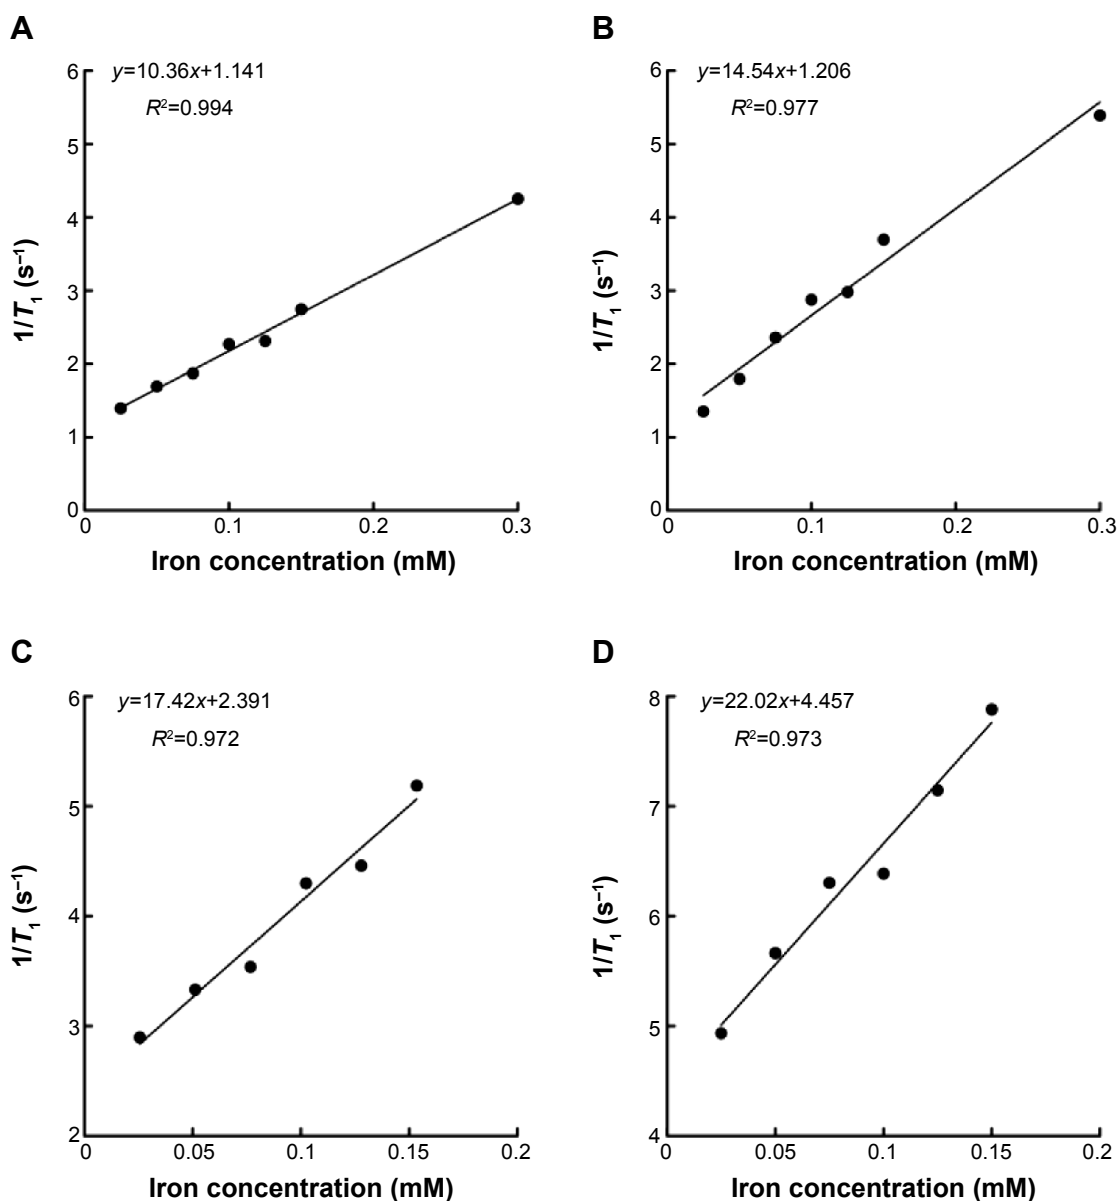 A
y=10.36x+1.141
R²=0.994
6
5
4
3
2
1
0
1/T₁ (s⁻¹)
0 0.1 0.2 0.3
Iron concentration (mM)
B
y=14.54x+1.206
R²=0.977
6
5
4
3
2
1
0
1/T₁ (s⁻¹)
0 0.1 0.2 0.3
Iron concentration (mM)
C
y=17.42x+2.391
R²=0.972
6
5
4
3
2
1/T₁ (s⁻¹)
0 0.05 0.1 0.15 0.2
Iron concentration (mM)
D
y=22.02x+4.457
R²=0.973
8
7
6
5
4
1/T₁ (s⁻¹)
0 0.05 0.1 0.15 0.2
Iron concentration (mM)